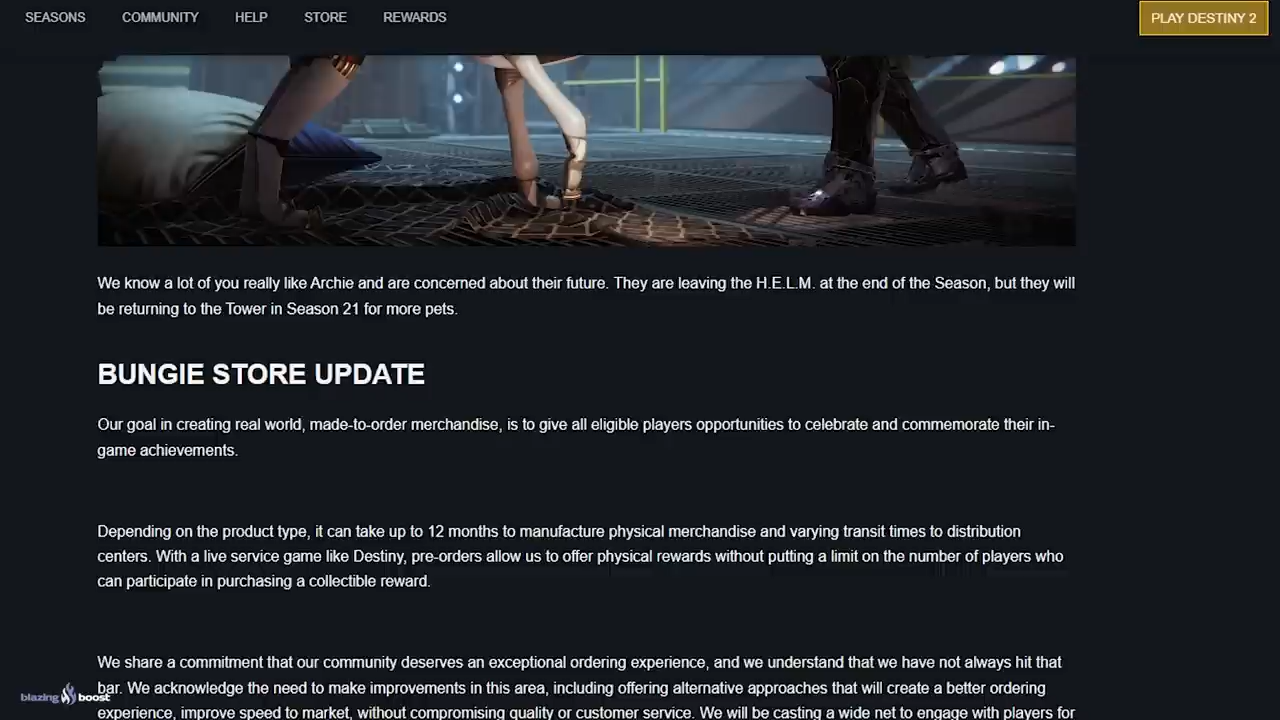 SEASONS COMMUNITY HELP STORE REWARDS PLAY DESTINY 2
We know a lot of you really like Archie and are concerned about their future. They are leaving the H.E.L.M. at the end of the Season, but they will
be returning to the Tower in Season 21 for more pets.
BUNGIE STORE UPDATE
Our goal in creating real world, made-to-order merchandise, is to give all eligible players opportunities to celebrate and commemorate their in-
game achievements.
Depending on the product type, it can take up to 12 months to manufacture physical merchandise and varying transit times to distribution
centers. With a live service game like Destiny, pre-orders allow us to offer physical rewards without putting a limit on the number of players who
can participate in purchasing a collectible reward.
We share a commitment that our community deserves an exceptional ordering experience, and we understand that we have not always hit that
bar. We acknowledge the need to make improvements in this area, including offering alternative approaches that will create a better ordering
blazing boost
experience, improve speed to market, without compromising quality or customer service. We will be casting a wide net to engage with players for